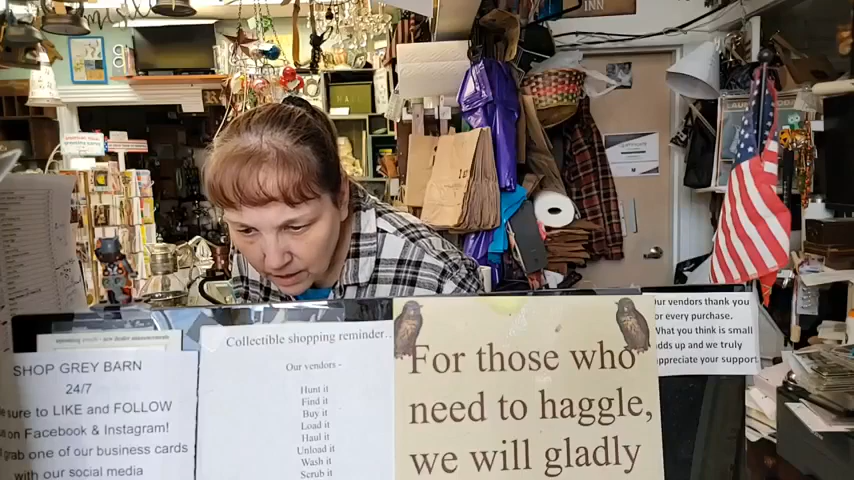 INN
SHOP GREY BARN
24/7
sure to LIKE and FOLLOW
on Facebook & Instagram!
grab one of our business cards
with our social media
Collectible shopping reminder...
Our vendors -
Hunt it
Find it
Buy it
Load it
Haul it
Unload it
Wash it
Scrub it
For those who
need to haggle,
we will gladly
Our vendors thank you
for every purchase.
What you think is small
adds up and we truly
appreciate your support